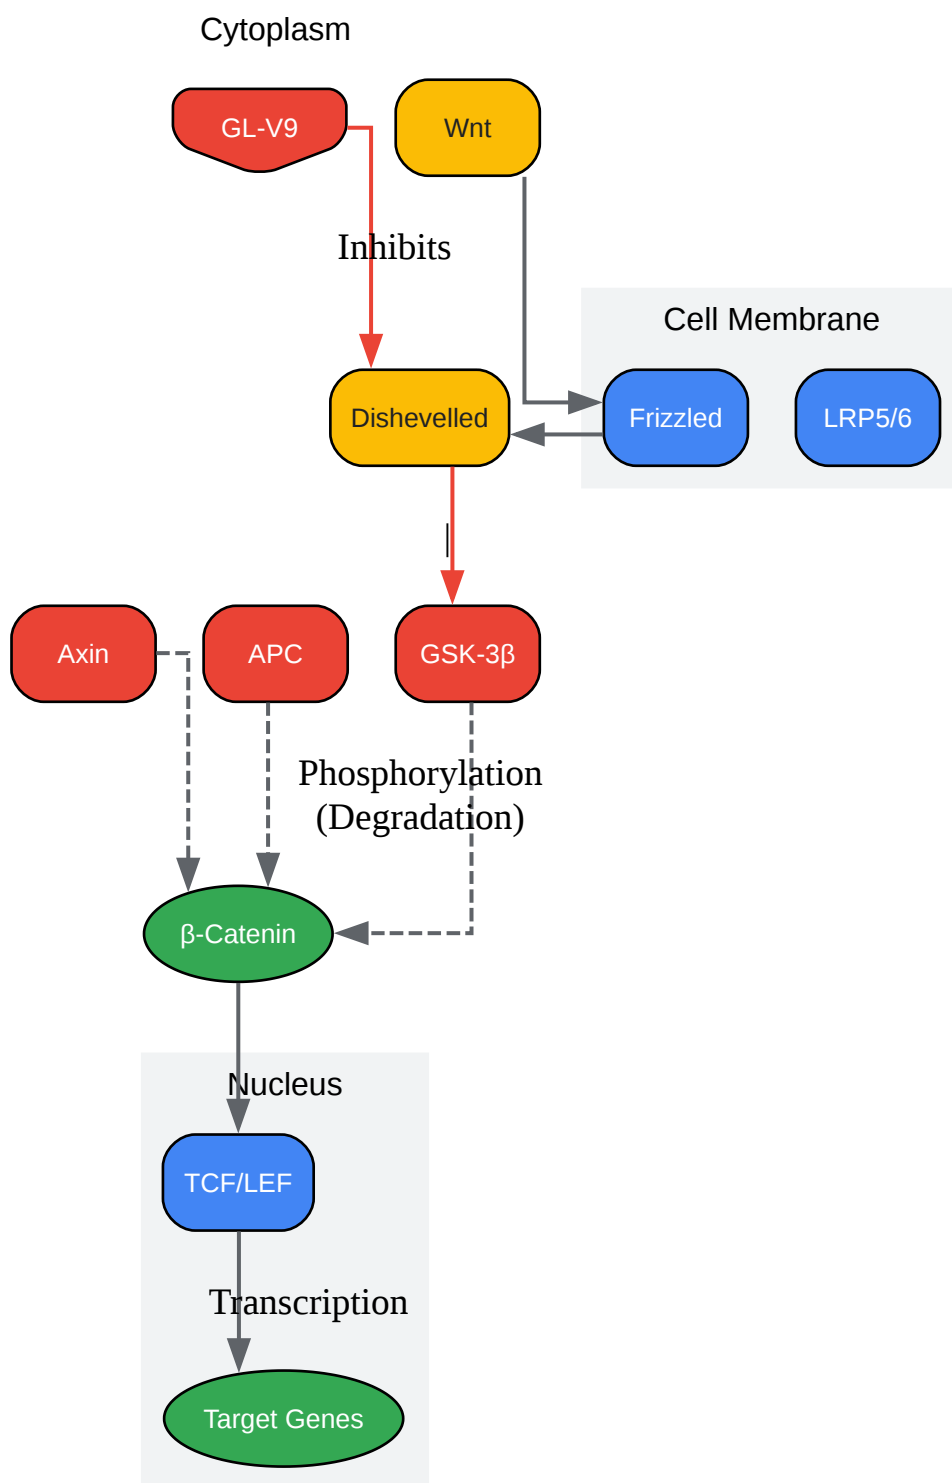 Cytoplasm
GL-V9
Wnt
Inhibits
Cell Membrane
Dishevelled
Frizzled
LRP5/6
|
Axin
APC
GSK-3β
Phosphorylation
(Degradation)
β-Catenin
Nucleus
TCF/LEF
Transcription
Target Genes